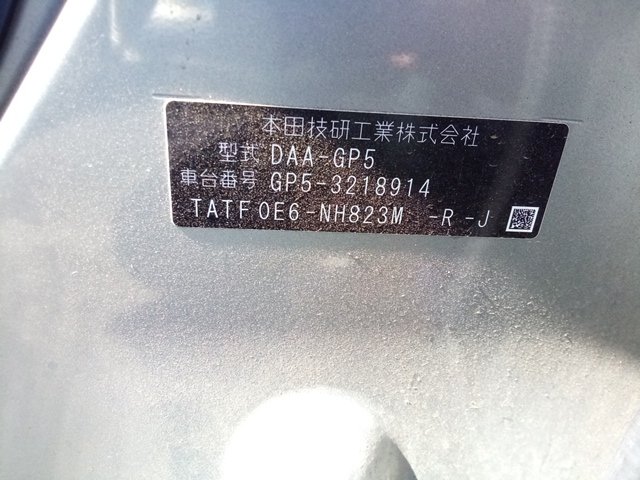 本田技研工業株式会社
型式 DAA-GP5
車台番号 GP5-3218914
TATF0E6-NH823M -R -J